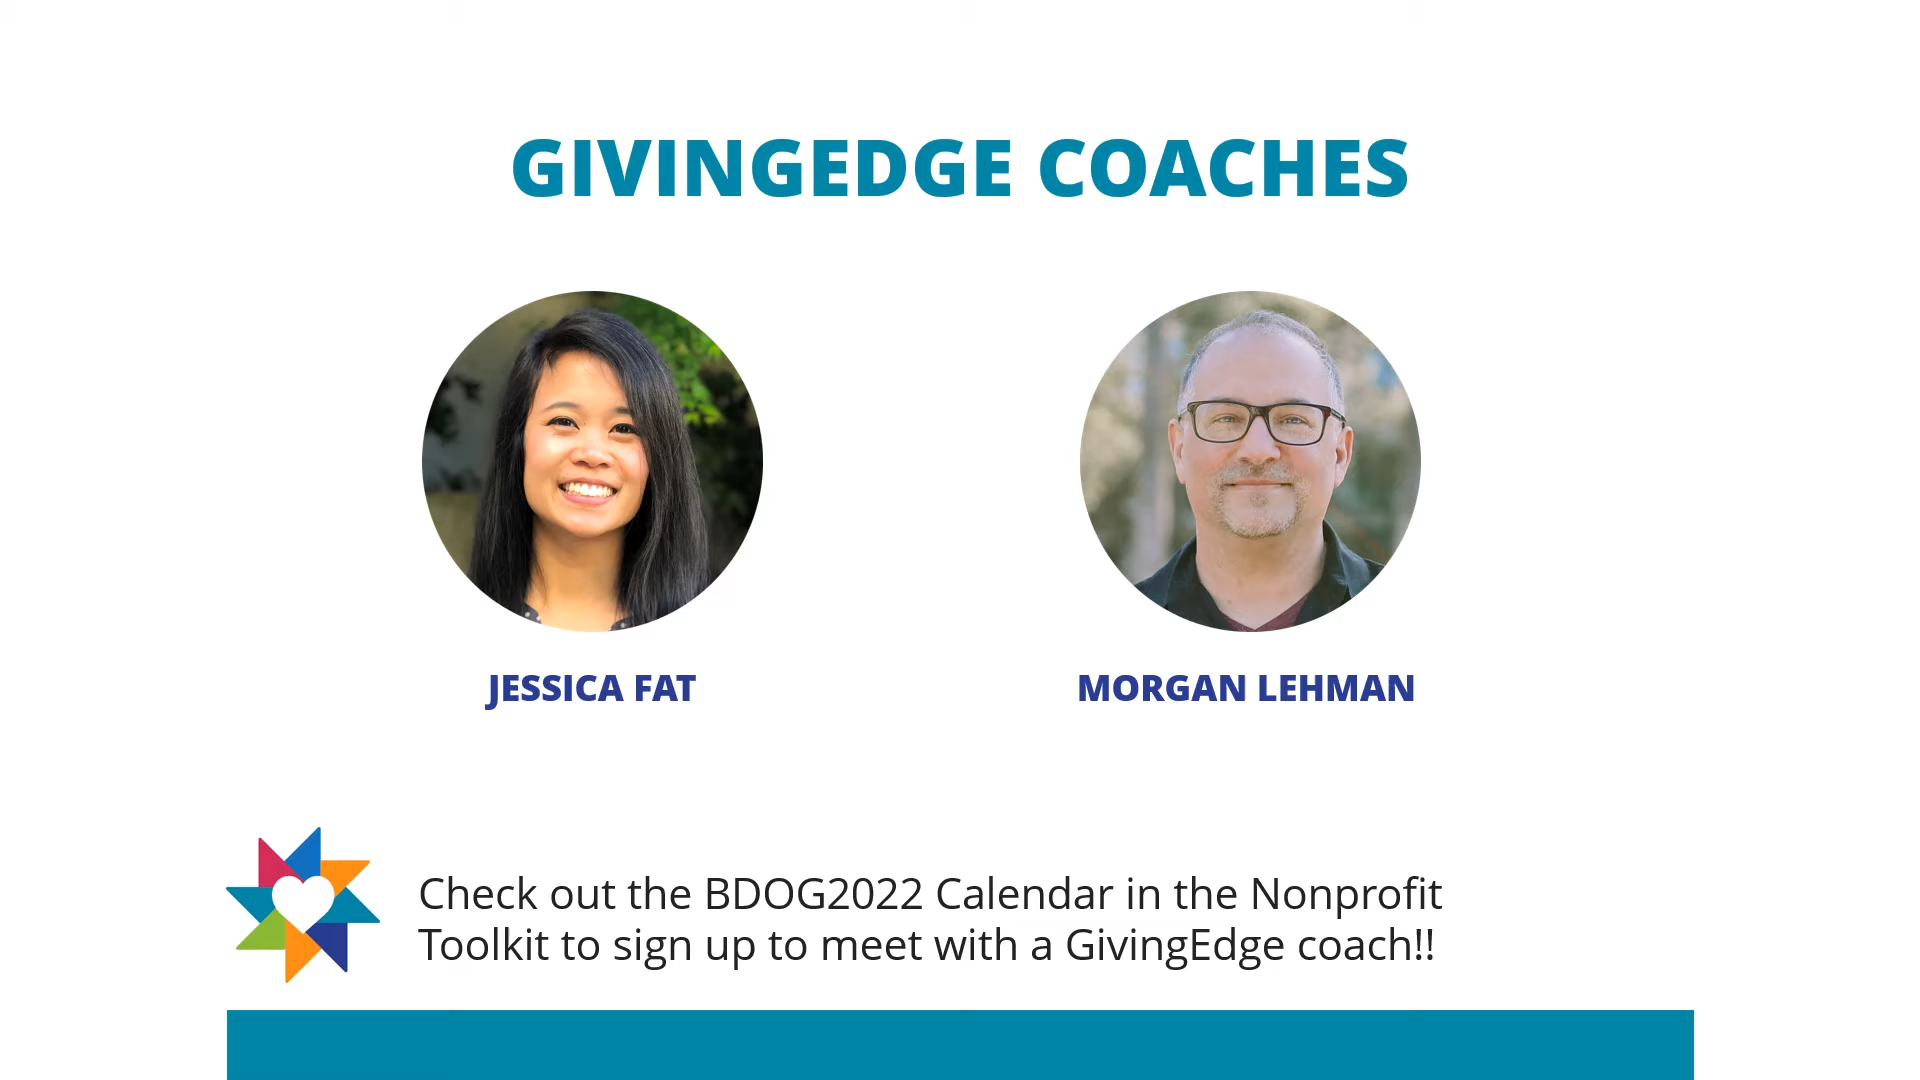 GIVINGEDGE COACHES
JESSICA FAT
MORGAN LEHMAN
Check out the BDOG2022 Calendar in the Nonprofit
Toolkit to sign up to meet with a GivingEdge coach!!